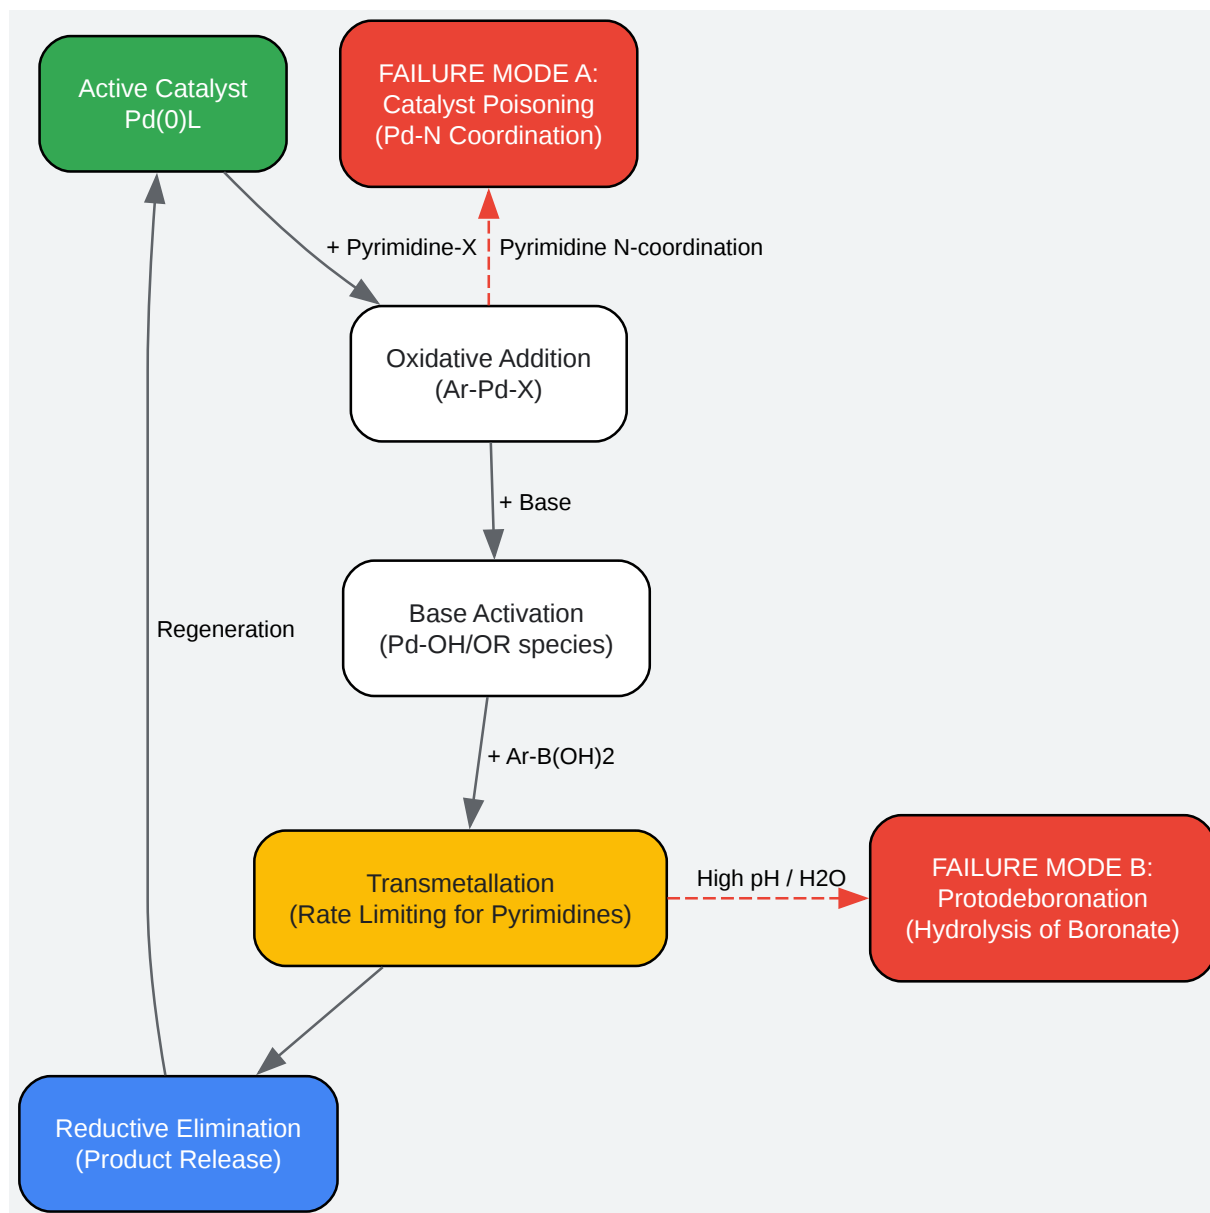 Active Catalyst
Pd(0)L
FAILURE MODE A:
Catalyst Poisoning
(Pd-N Coordination)
+ Pyrimidine-X
Pyrimidine N-coordination
Oxidative Addition
(Ar-Pd-X)
+ Base
Base Activation
(Pd-OH/OR species)
Regeneration
+ Ar-B(OH)2
Transmetallation
(Rate Limiting for Pyrimidines)
High pH / H2O
FAILURE MODE B:
Protodeboronation
(Hydrolysis of Boronate)
Reductive Elimination
(Product Release)